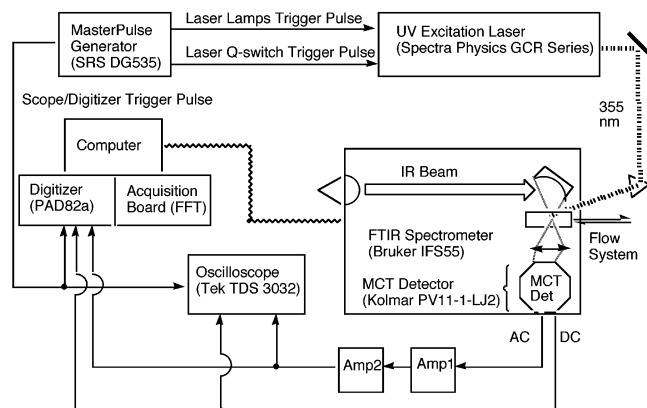 MasterPulse
Generator
(SRS DG535)
Laser Lamps Trigger Pulse
Laser Q-switch Trigger Pulse
UV Excitation Laser
(Spectra Physics GCR Series)
Scope/Digitizer Trigger Pulse
355
nm
Computer
Digitizer
(PAD82a)
Acquisition
Board (FFT)
IR Beam
FTIR Spectrometer
(Bruker IFS55)
Flow
System
MCT Detector
(Kolmar PV11-1-LJ2)
MCT
Det
Oscilloscope
(Tek TDS 3032)
AC
DC
Amp2
Amp1